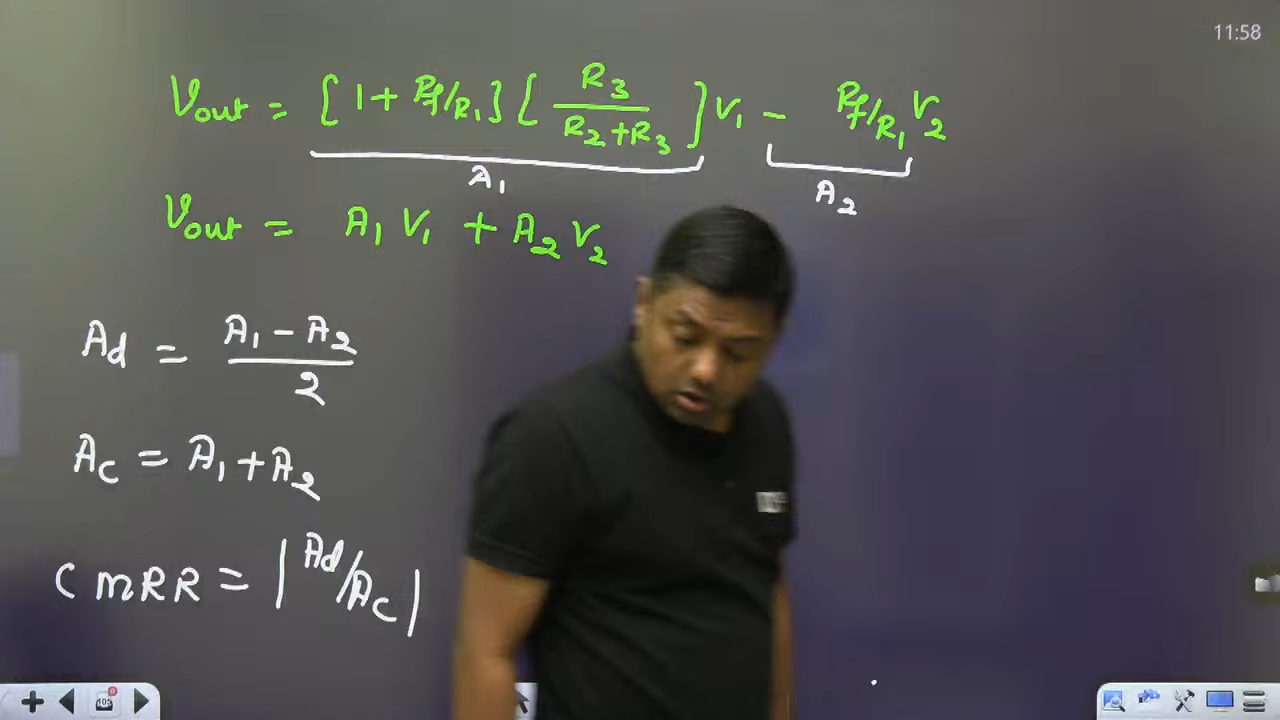 11:58
Vout = [1 + Rf/R1] [R3/(R2+R3)] V1 - Rf/R1 V2
A1 A2
Vout = A1 V1 + A2 V2
Ad = (A1 - A2)/2
Ac = A1 + A2
CMRR = |Ad/Ac|
105